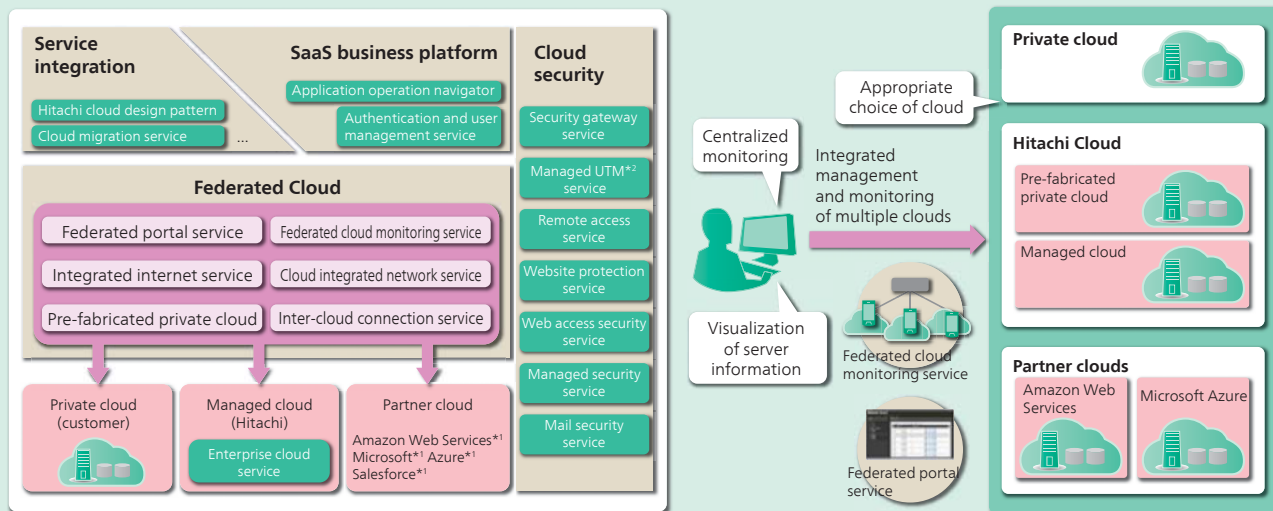 Service
integration
Hitachi cloud design pattern
Cloud migration service
...
SaaS business platform
Application operation navigator
Authentication and user
management service
Cloud
security
Security gateway
service
Managed UTM*2
service
Remote access
service
Website protection
service
Web access security
service
Managed security
service
Mail security
service
Federated Cloud
Federated portal service
Federated cloud monitoring service
Integrated internet service
Cloud integrated network service
Pre-fabricated private cloud
Inter-cloud connection service
Private cloud
(customer)
Managed cloud
(Hitachi)
Enterprise cloud
service
Partner cloud
Amazon Web Services*1
Microsoft*1 Azure*1
Salesforce*1
Centralized
monitoring
Visualization
of server
information
Appropriate
choice of cloud
Integrated
management
and monitoring
of multiple clouds
Federated cloud
monitoring service
Federated portal
service
Private cloud
Hitachi Cloud
Pre-fabricated
private cloud
Managed cloud
Partner clouds
Amazon Web
Services
Microsoft Azure